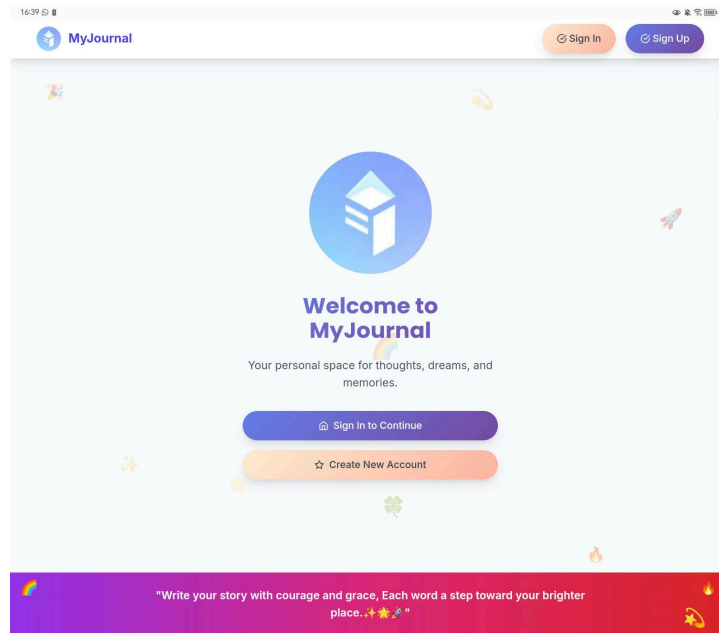 16:39
MyJournal
Sign In
Sign Up
Welcome to
MyJournal
Your personal space for thoughts, dreams, and
memories.
Sign In to Continue
Create New Account
"Write your story with courage and grace, Each word a step toward your brighter
place.✨🌟🚀"